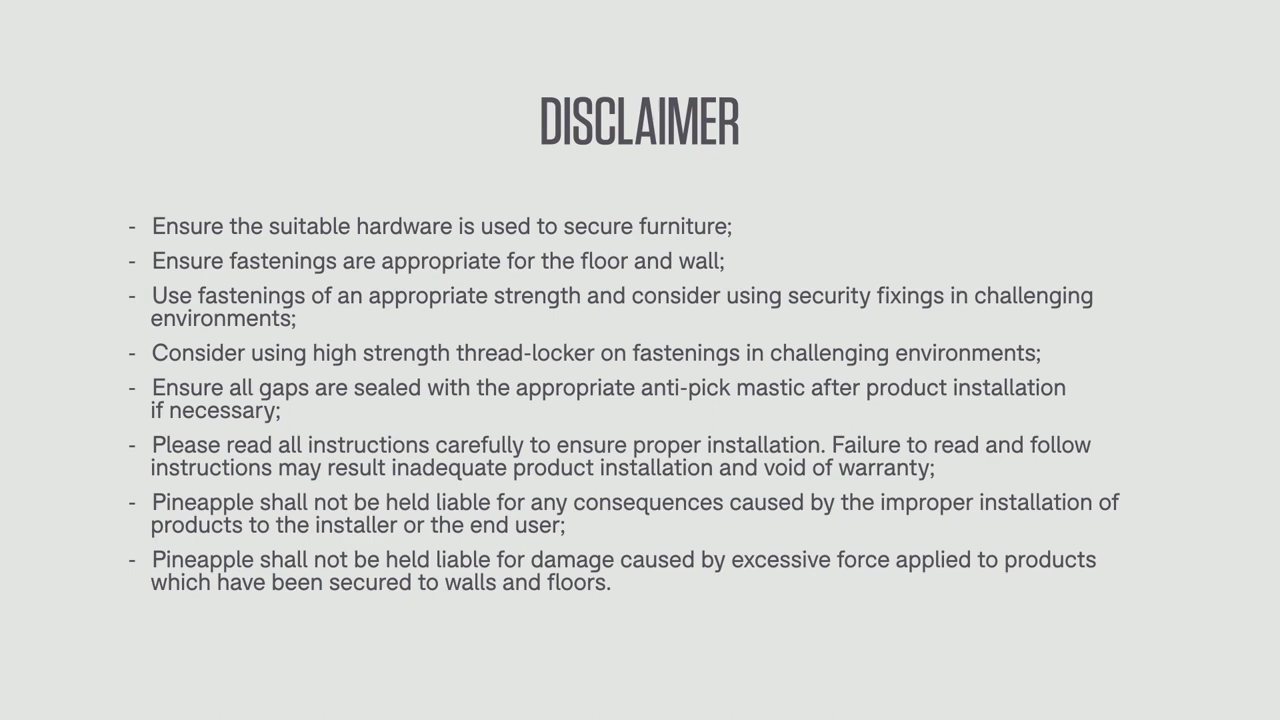 DISCLAIMER
- Ensure the suitable hardware is used to secure furniture;
- Ensure fastenings are appropriate for the floor and wall;
- Use fastenings of an appropriate strength and consider using security fixings in challenging
environments;
- Consider using high strength thread-locker on fastenings in challenging environments;
- Ensure all gaps are sealed with the appropriate anti-pick mastic after product installation
if necessary;
- Please read all instructions carefully to ensure proper installation. Failure to read and follow
instructions may result inadequate product installation and void of warranty;
- Pineapple shall not be held liable for any consequences caused by the improper installation of
products to the installer or the end user;
- Pineapple shall not be held liable for damage caused by excessive force applied to products
which have been secured to walls and floors.